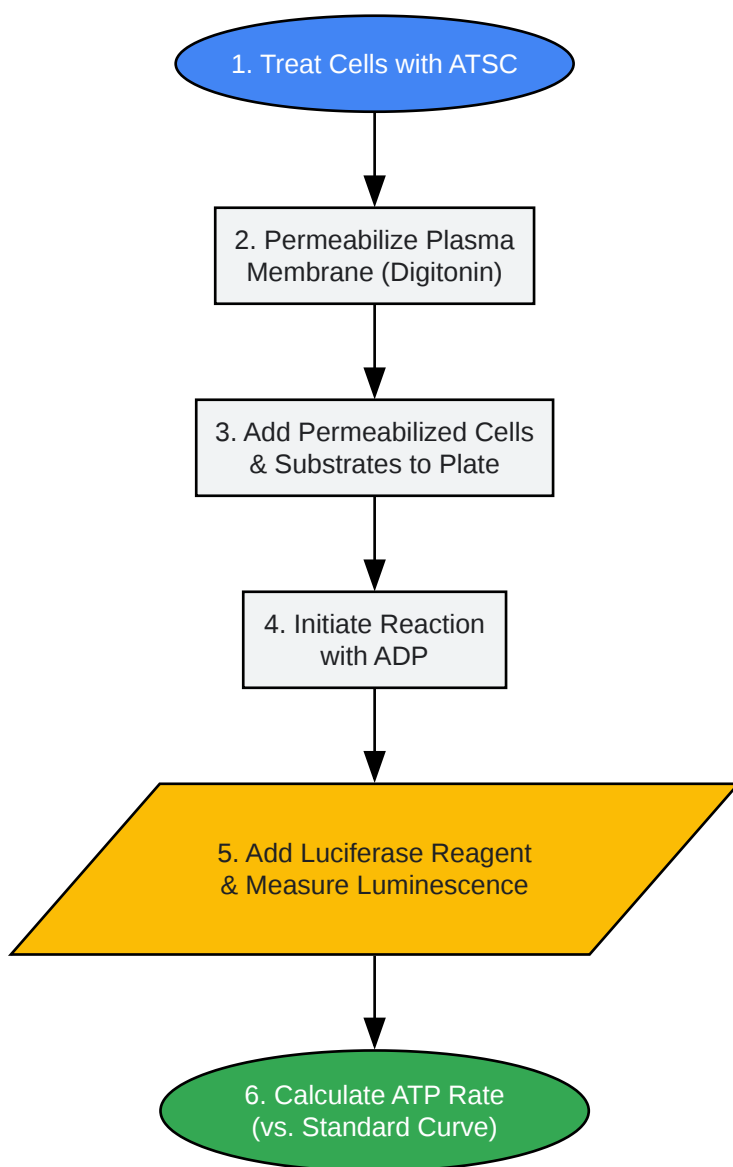 1. Treat Cells with ATSC
2. Permeabilize Plasma
Membrane (Digitonin)
3. Add Permeabilized Cells
& Substrates to Plate
4. Initiate Reaction
with ADP
5. Add Luciferase Reagent
& Measure Luminescence
6. Calculate ATP Rate
(vs. Standard Curve)